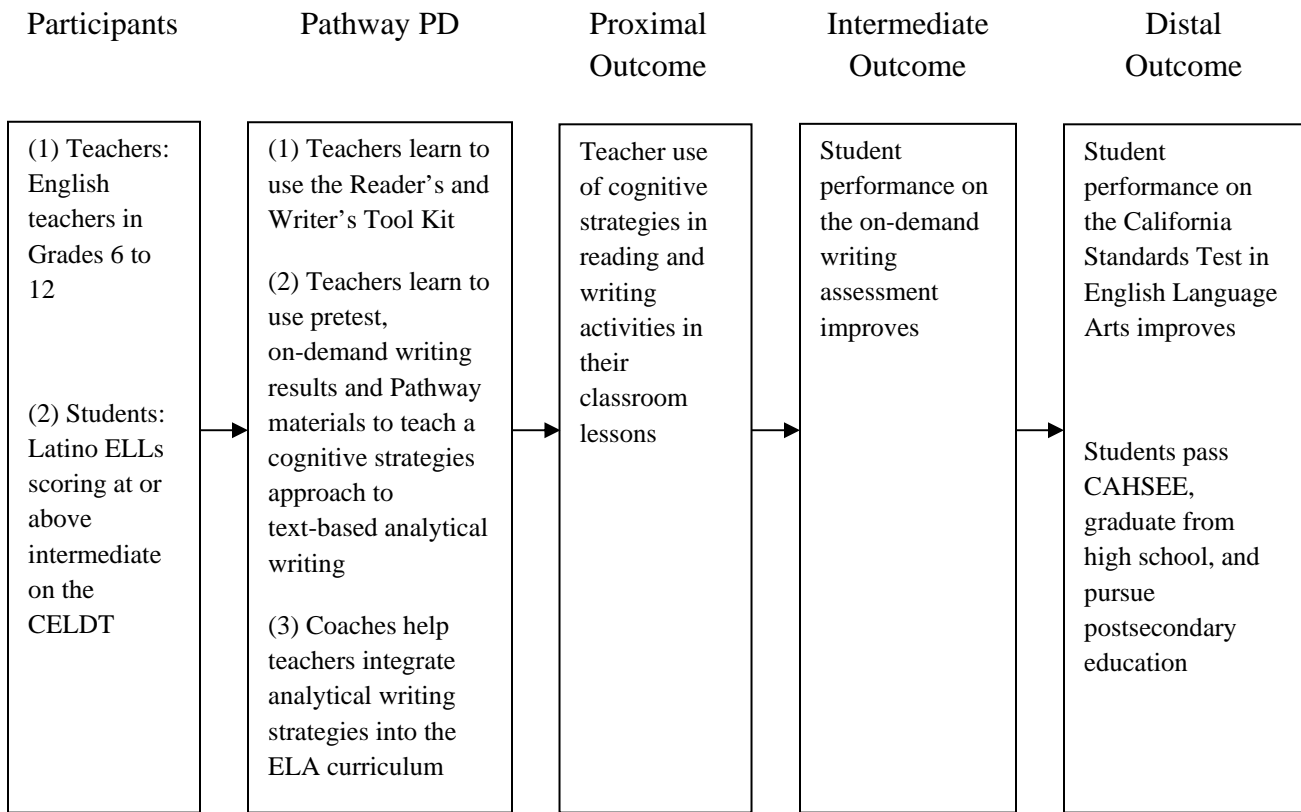 Participants
Pathway PD
Proximal
Outcome
Intermediate
Outcome
Distal
Outcome
(1) Teachers:
English
teachers in
Grades 6 to
12
(2) Students:
Latino ELLs
scoring at or
above
intermediate
on the
CELDT
(1) Teachers learn to
use the Reader’s and
Writer’s Tool Kit
(2) Teachers learn to
use pretest,
on-demand writing
results and Pathway
materials to teach a
cognitive strategies
approach to
text-based analytical
writing
(3) Coaches help
teachers integrate
analytical writing
strategies into the
ELA curriculum
Teacher use
of cognitive
strategies in
reading and
writing
activities in
their
classroom
lessons
Student
performance on
the on-demand
writing
assessment
improves
Student
performance on
the California
Standards Test in
English Language
Arts improves
Students pass
CAHSEE,
graduate from
high school, and
pursue
postsecondary
education